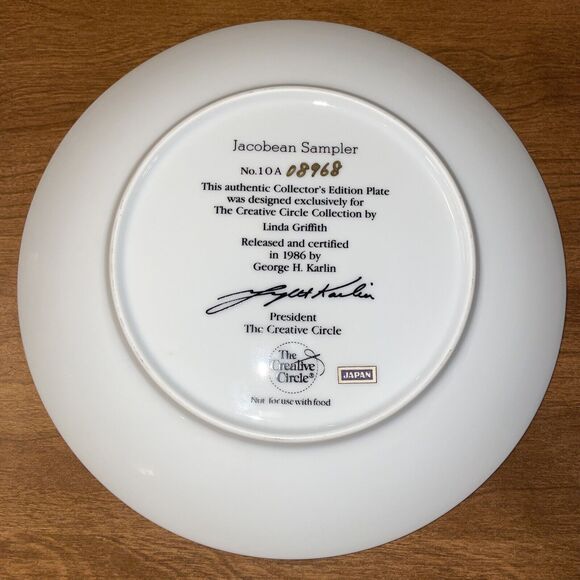 Jacobean Sampler
No.10A 08968
This authentic Collector's Edition Plate
was designed exclusively for
The Creative Circle Collection by
Linda Griffith
Released and certified
in 1986 by
George H. Karlin
George H Karlin
President
The Creative Circle
The
Creative
Circle®
JAPAN
Not for use with food